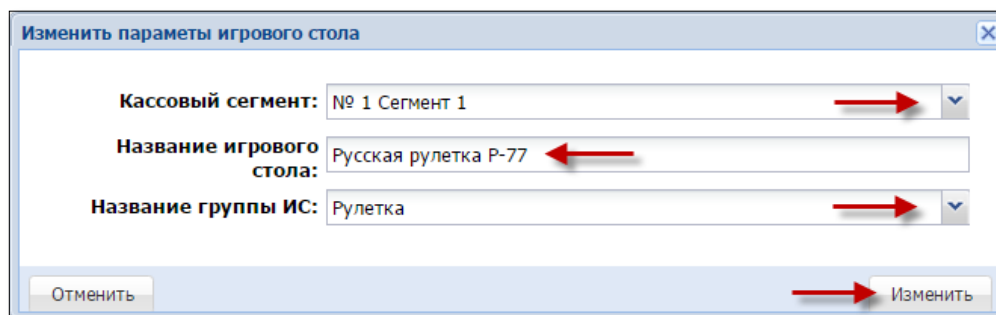 Изменить параметы игрового стола
Кассовый сегмент: № 1 Сегмент 1
Название игрового стола: Русская рулетка Р-77
Название группы ИС: Рулетка
Отменить Изменить